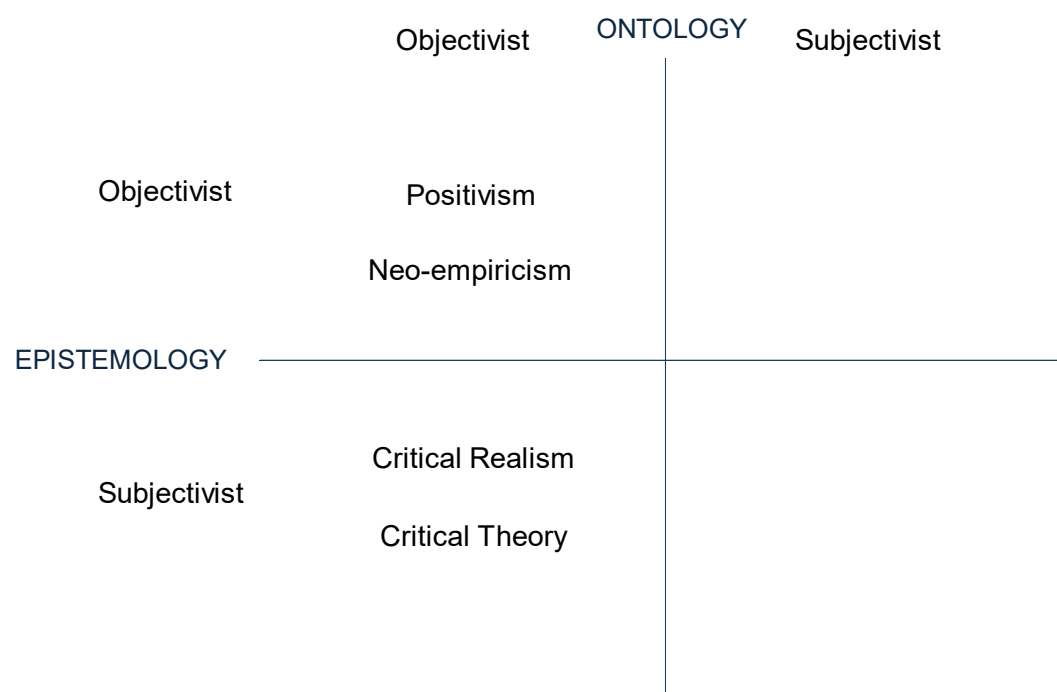 Objectivist
ONTOLOGY
Subjectivist
Objectivist
Positivism
Neo-empiricism
EPISTEMOLOGY
Critical Realism
Subjectivist
Critical Theory